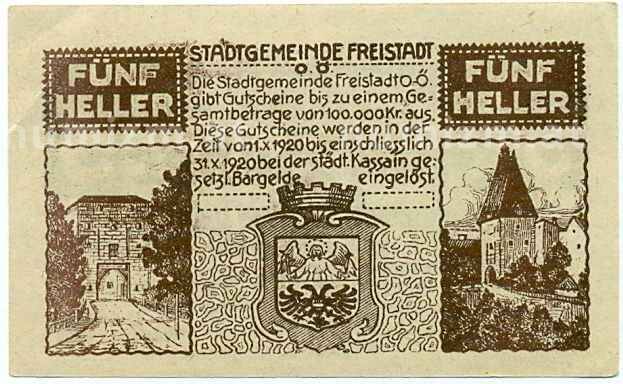 FÜNF
HELLER
STADTGEMEINDE FREISTADT
O.Ö.
Die Stadtgemeinde Freistadt O-Ö.
gibt Gutscheine bis zu einem Ge=
samtbetrage von 100.000 Kr. aus.
Diese Gutscheine werden in der
Zeit vom 1.X 1920 bis einschliesslich
31.X 1920 bei der städt. Kassa in ge=
setzl. Bargelde eingelöst.
FÜNF
HELLER